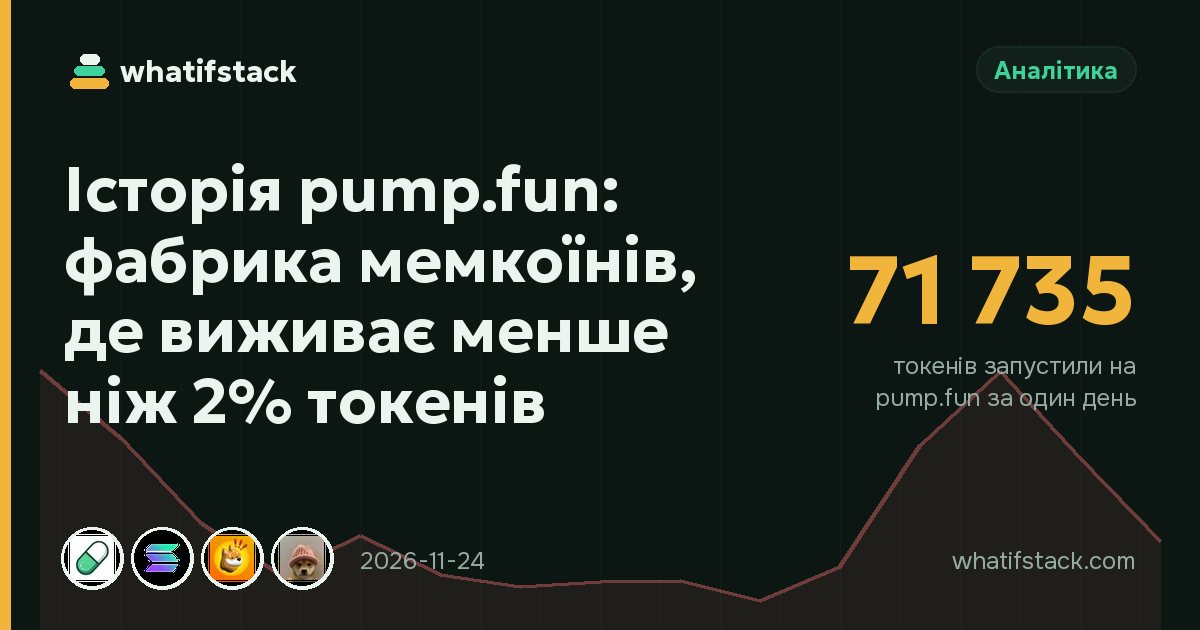 whatifstack
Аналітика
Історія pump.fun:
фабрика мемкоїнів,
де виживає менше
ніж 2% токенів
71 735
токенів запустили на
pump.fun за один день
2026-11-24
whatifstack.com